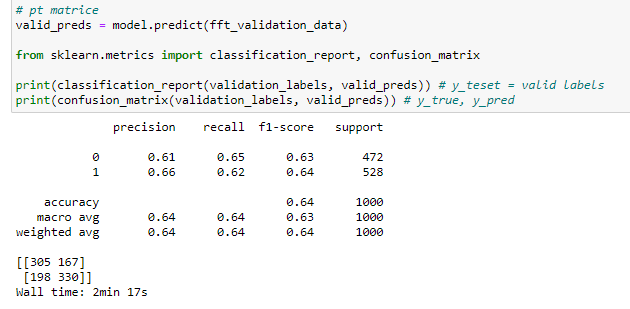 # pt matrice
valid_preds = model.predict(fft_validation_data)
from sklearn.metrics import classification_report, confusion_matrix
print(classification_report(validation_labels, valid_preds)) # y_teset = valid labels
print(confusion_matrix(validation_labels, valid_preds)) # y_true, y_pred
precision recall f1-score support
0 0.61 0.65 0.63 472
1 0.66 0.62 0.64 528
accuracy 0.64 1000
macro avg 0.64 0.64 0.63 1000
weighted avg 0.64 0.64 0.64 1000
[[305 167]
[198 330]]
Wall time: 2min 17s